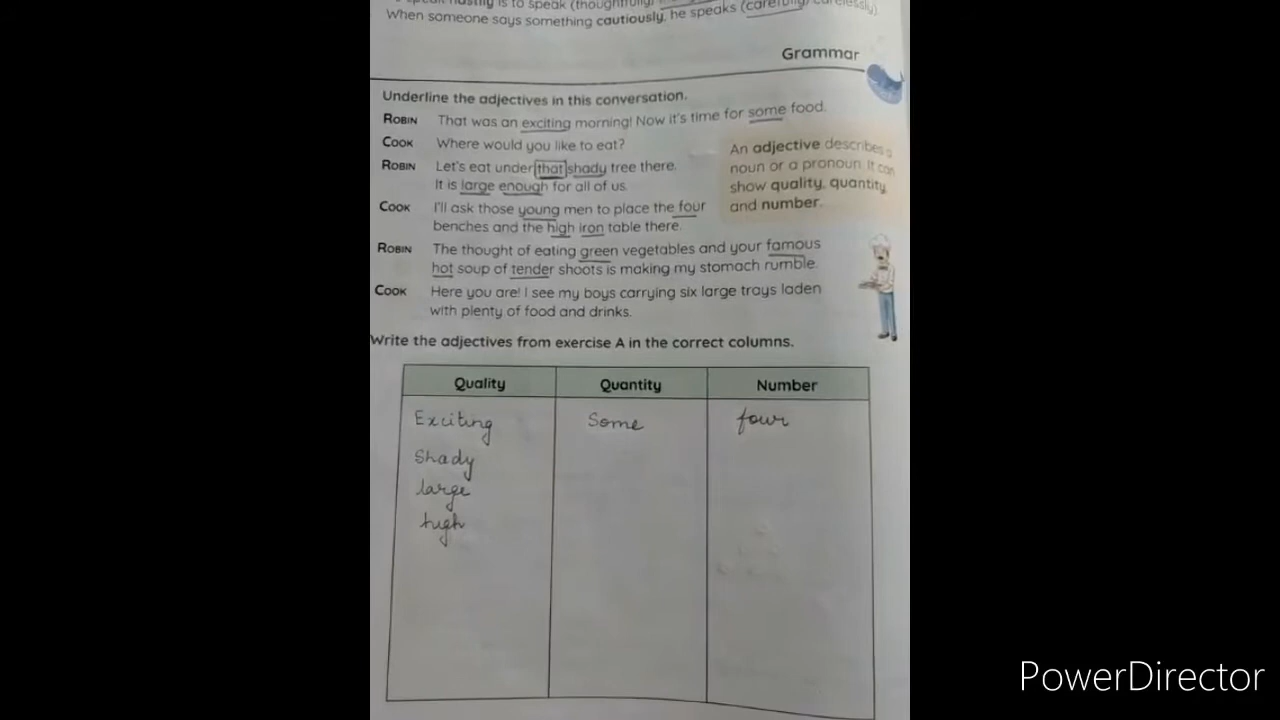 speak hastily is to speak (thoughtfully/
When someone says something cautiously, he speaks (carefully/carelessly).
Grammar
Underline the adjectives in this conversation.
ROBIN That was an exciting morning! Now it's time for some food.
COOK Where would you like to eat?
ROBIN Let's eat under that shady tree there.
It is large enough for all of us.
COOK I'll ask those young men to place the four
benches and the high iron table there.
ROBIN The thought of eating green vegetables and your famous
hot soup of tender shoots is making my stomach rumble.
COOK Here you are! I see my boys carrying six large trays laden
with plenty of food and drinks.
An adjective describes a
noun or a pronoun. It can
show quality, quantity
and number.
Write the adjectives from exercise A in the correct columns.
Quality Quantity Number
Exciting Some four
Shady
large
high
PowerDirector